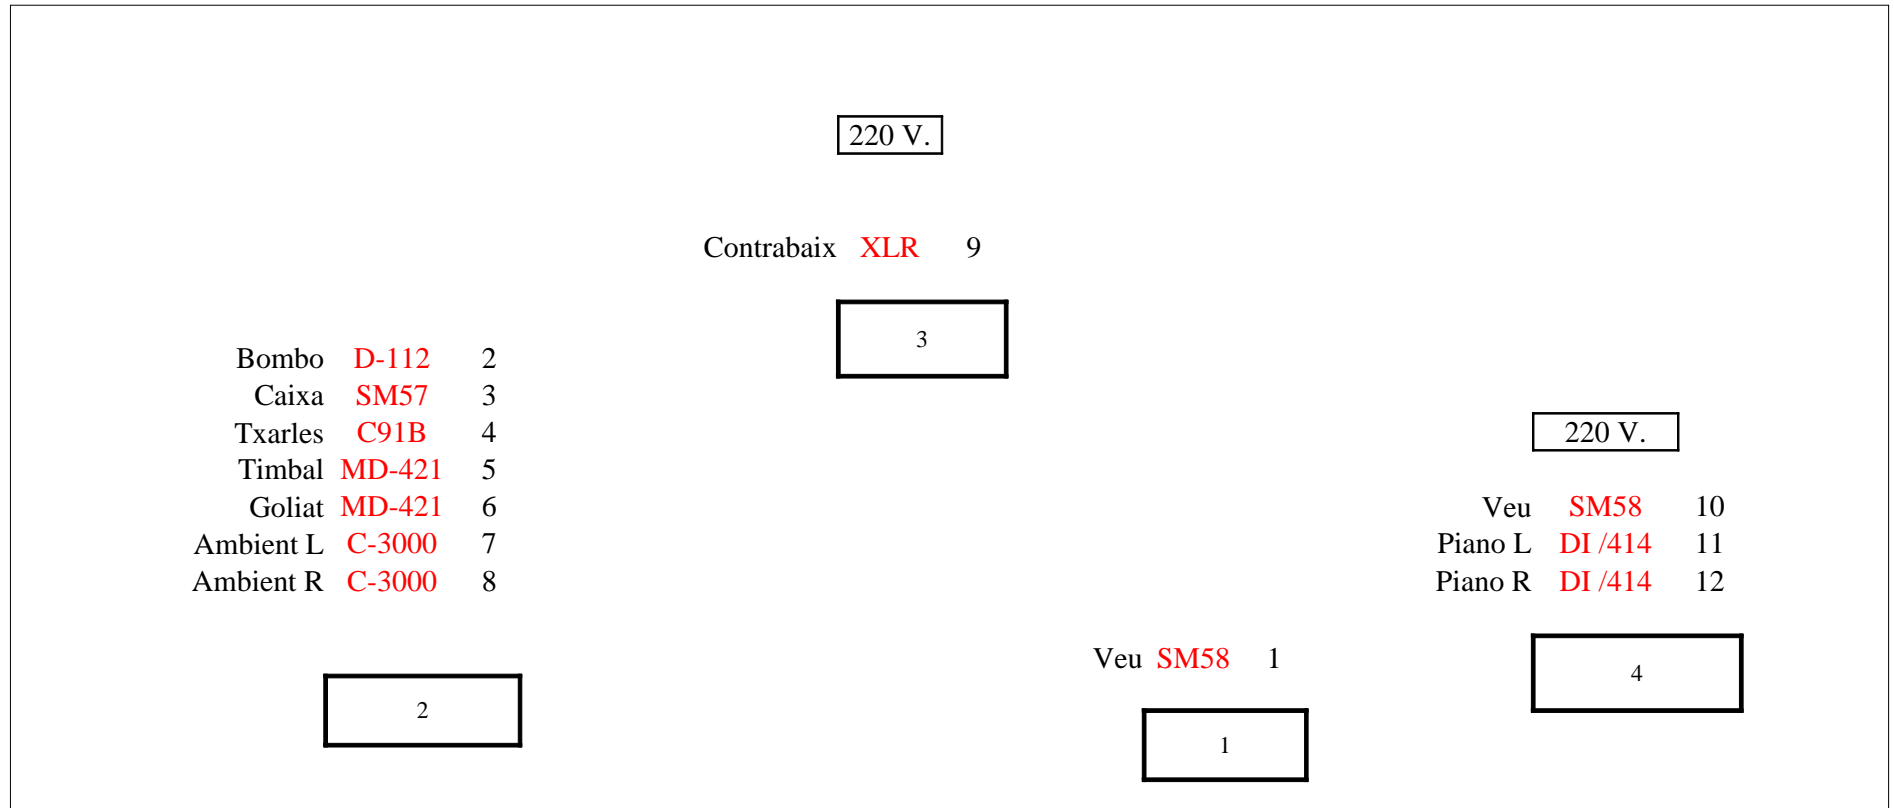 220 V.
Contrabaix XLR 9
3
Bombo D-112 2
Caixa SM57 3
Txarles C91B 4
Timbal MD-421 5
Goliat MD-421 6
Ambient L C-3000 7
Ambient R C-3000 8
2
220 V.
Veu SM58 10
Piano L DI /414 11
Piano R DI /414 12
4
Veu SM58 1
1